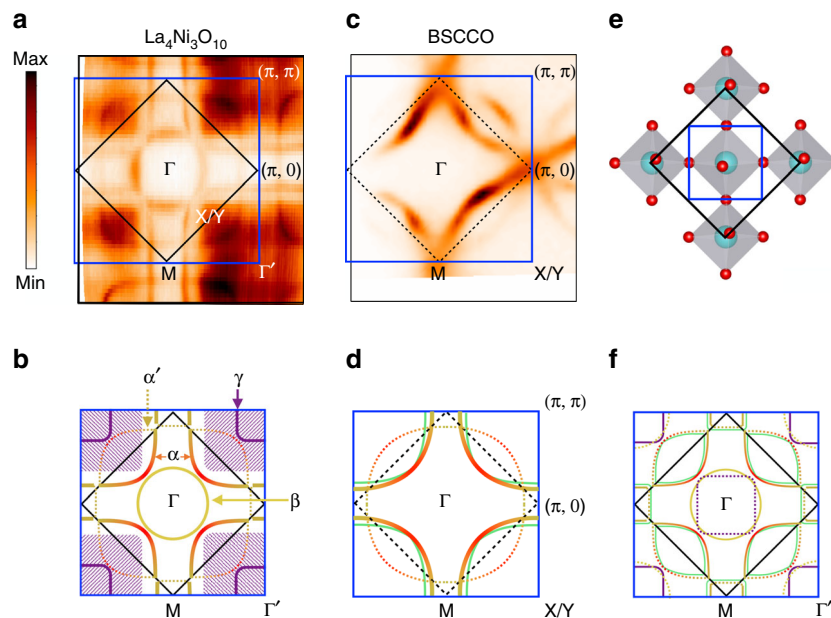 a
La4Ni3O10
Max
Min
(π, π)
Γ
(π, 0)
X/Y
M
Γ′
c
BSCCO
(π, π)
Γ
(π, 0)
M
X/Y
e
b
α′
γ
α
Γ
β
M
Γ′
d
(π, π)
Γ
(π, 0)
M
X/Y
f
Γ
M
Γ′